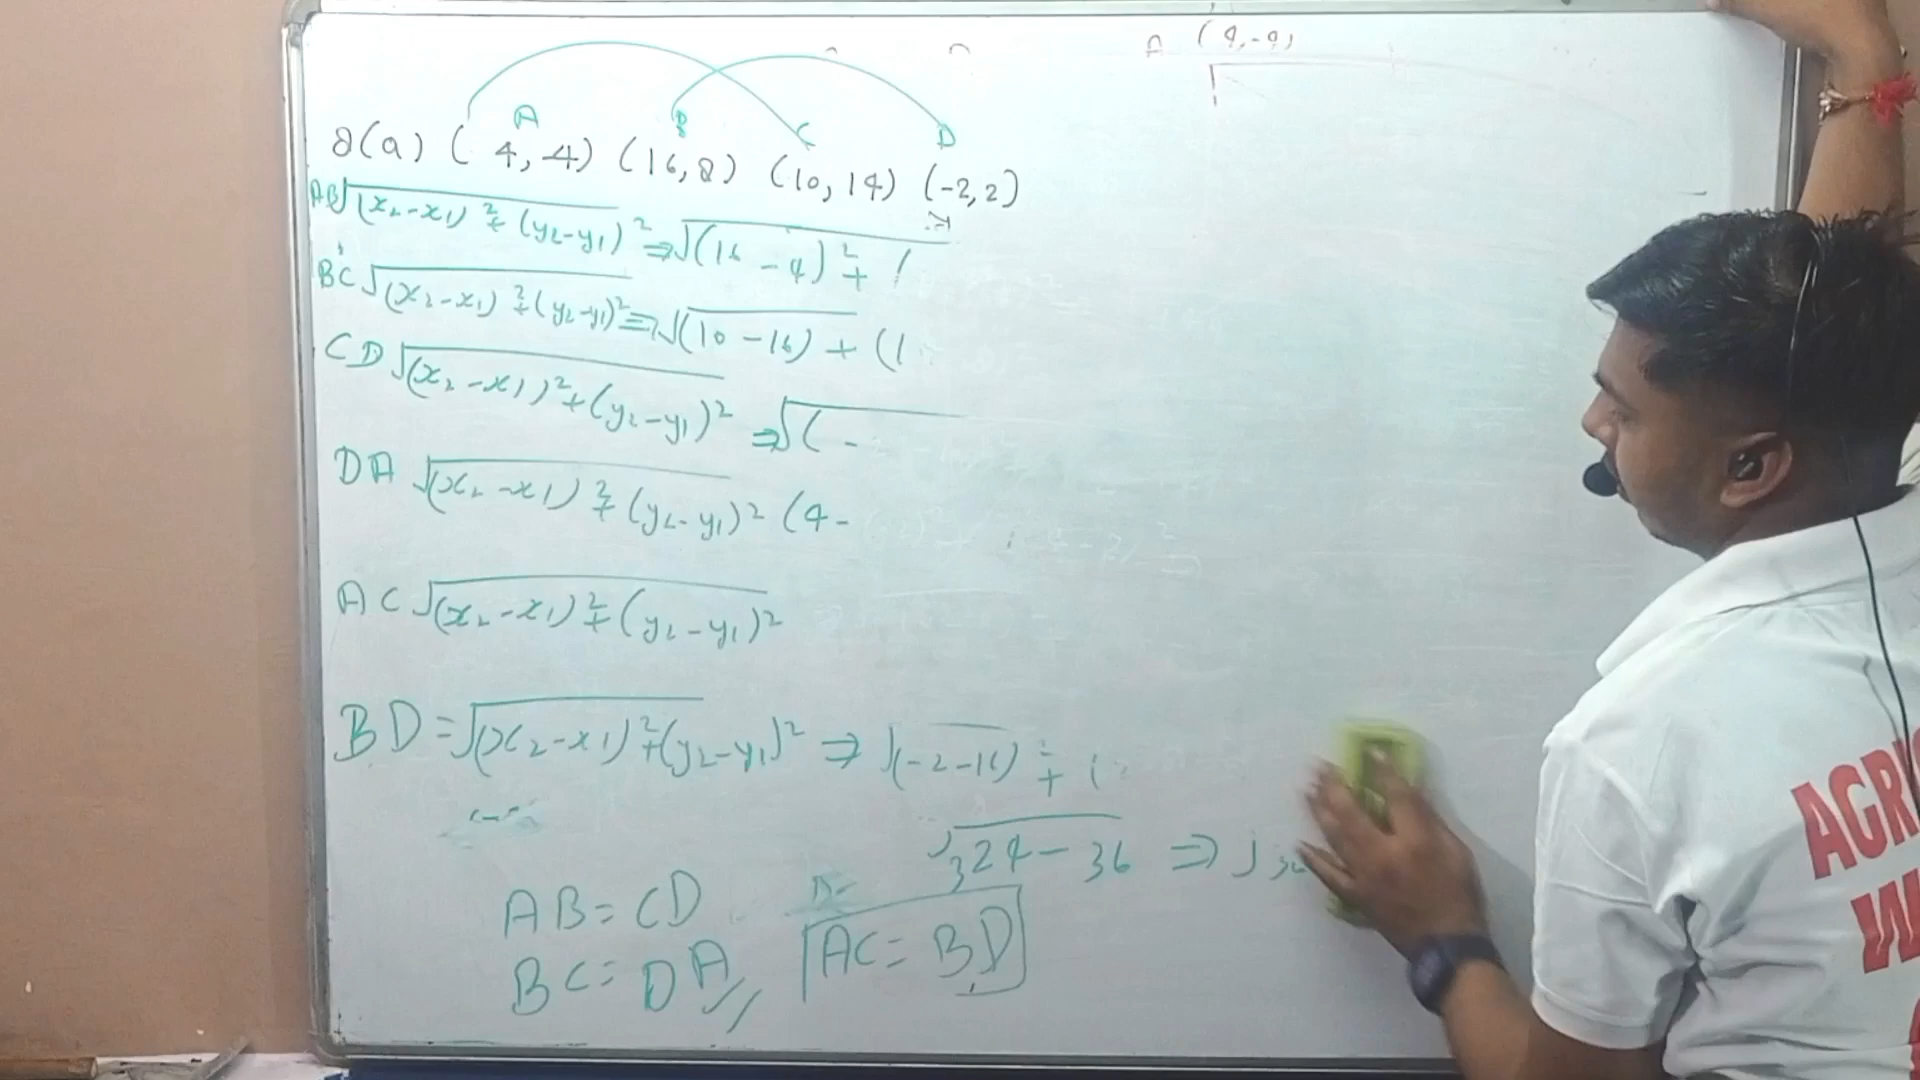 (4,-4)
A B C D
8(a) ( 4, -4) (16,8) (10, 14) (-2,2)
AB √(x₂-x₁)² + (y₂-y₁)² ⇒ √(16 - 4)² + (
BC √(x₂-x₁)² + (y₂-y₁)² ⇒ √(10 - 16) + (1
CD √(x₂-x₁)² + (y₂-y₁)² ⇒ √( -
DA √(x₂-x₁)² + (y₂-y₁)² (4-
AC √(x₂-x₁)² + (y₂-y₁)²
BD = √(x₂-x₁)² + (y₂-y₁)² ⇒ √(-2-16)² + (
√324-36 ⇒ √
AB = CD
BC = DA
AC = BD
AGRI
W